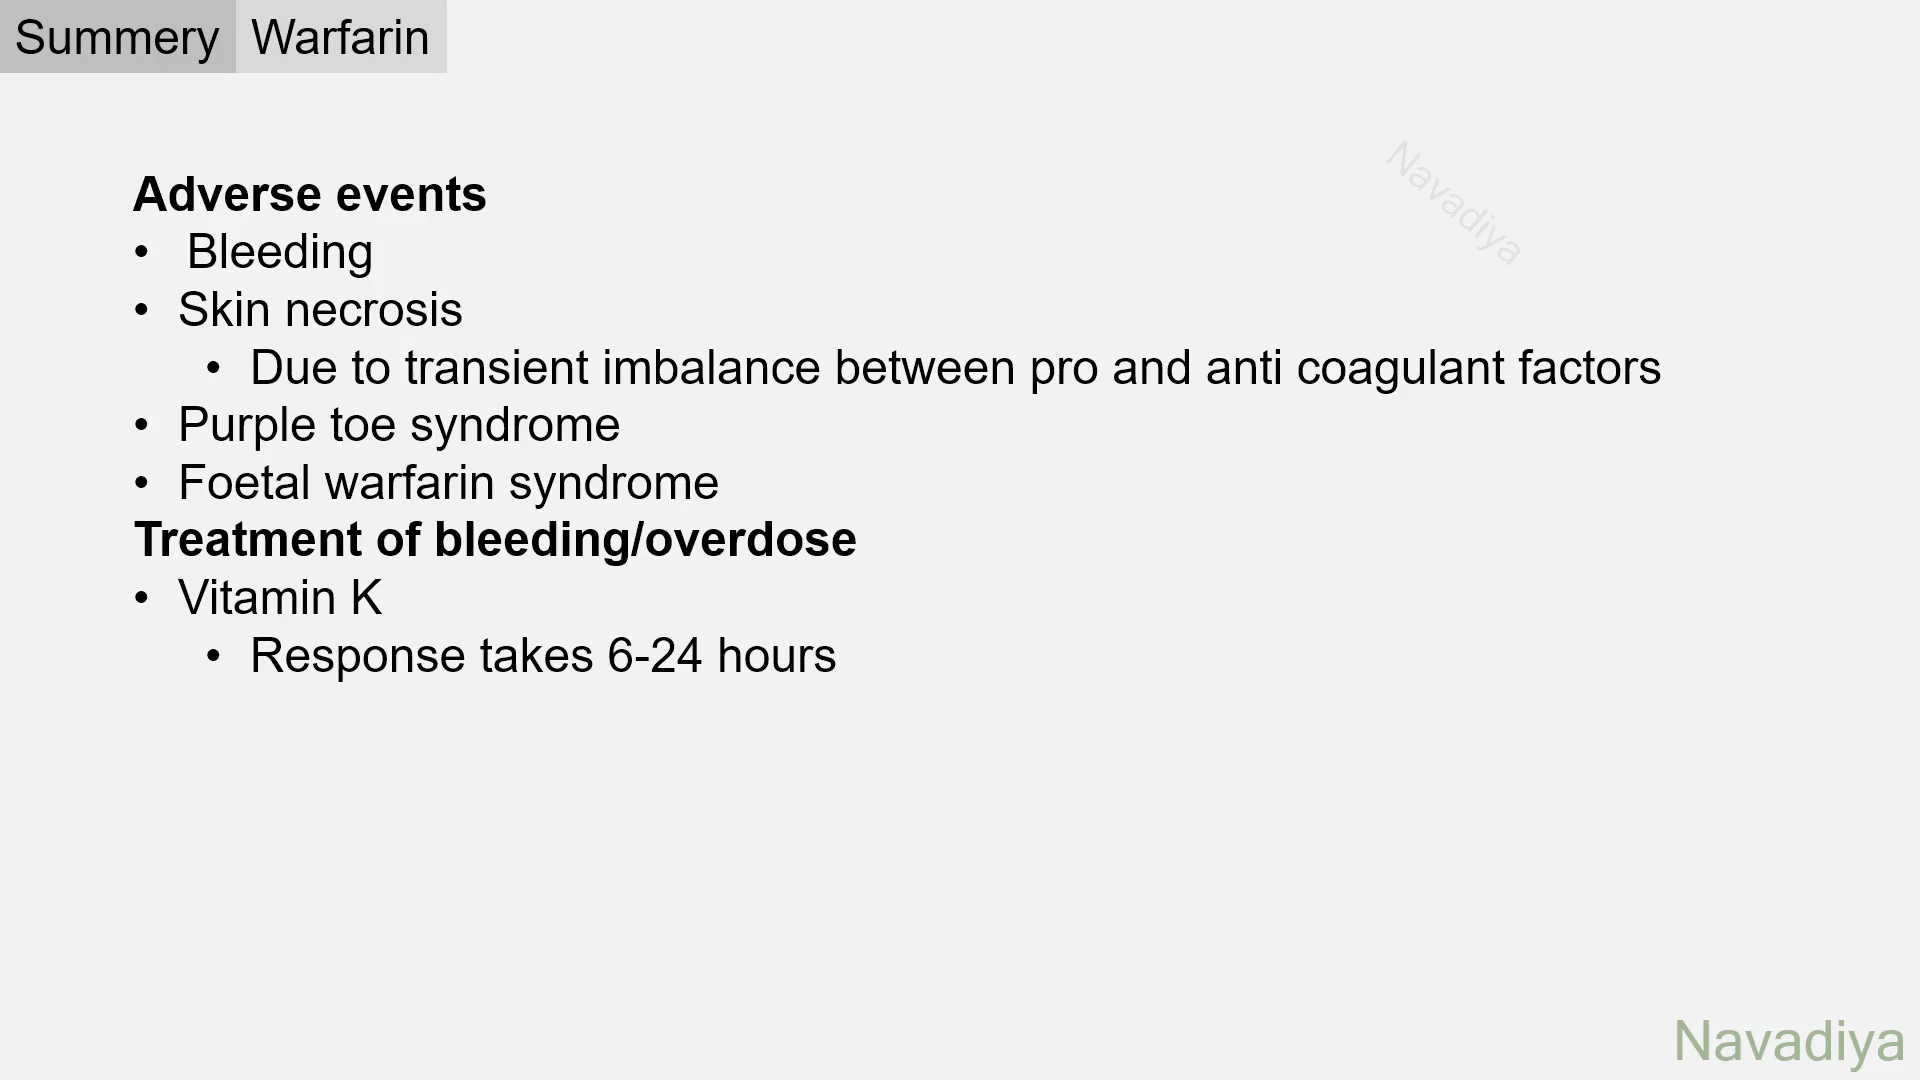 Summery Warfarin
Navadiya
Adverse events
• Bleeding
• Skin necrosis
• Due to transient imbalance between pro and anti coagulant factors
• Purple toe syndrome
• Foetal warfarin syndrome
Treatment of bleeding/overdose
• Vitamin K
• Response takes 6-24 hours
Navadiya